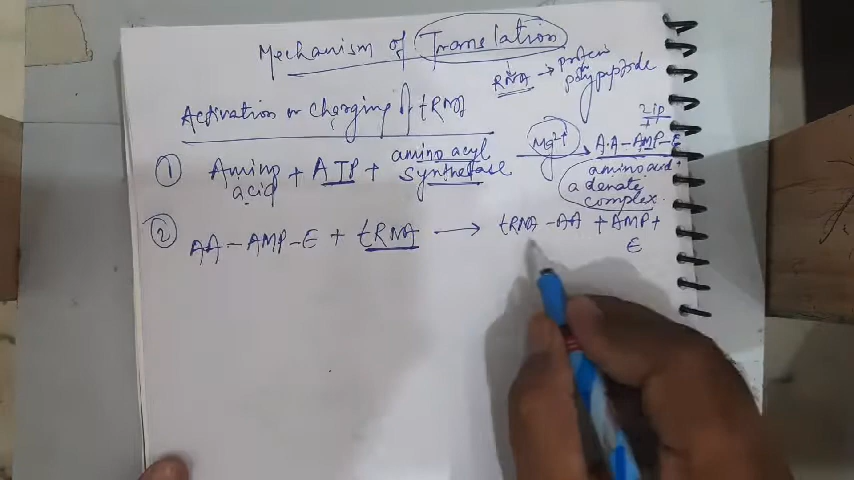 Mechanism of Translation
RNA → protein
polypeptide
Activation or charging of tRNA
① Amino acid + ATP + amino acyl synthetase Mg2+ → A.A - AMP - E
2ip
amino acid
adenate
complex.
② AA - AMP - E + tRNA → tRNA - AA + AMP + E